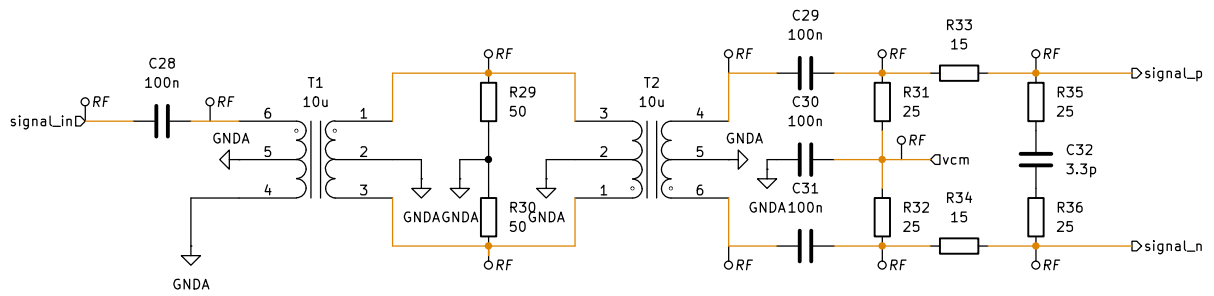 C28
100n
RF
RF
signal_in
T1
10u
6
5
4
1
2
3
GNDA
GNDA
RF
R29
50
R30
50
RF
GNDA
GNDA
GNDA
T2
10u
3
2
1
4
5
6
GNDA
RF
RF
C29
100n
C30
100n
C31
100n
GNDA
RF
R31
25
R32
25
RF
RF
vcm
R33
15
R34
15
RF
R35
25
C32
3.3p
R36
25
RF
signal_p
signal_n